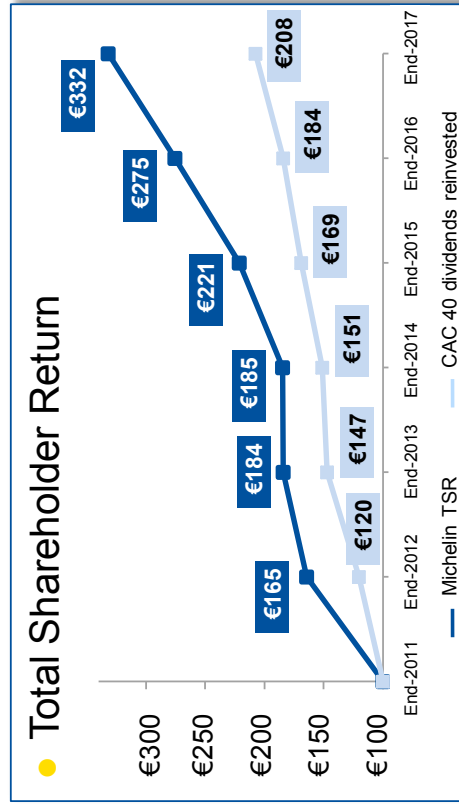 Total Shareholder Return
€300
€250
€200
€150
€100
€165
€184
€185
€221
€275
€332
€120
€147
€151
€169
€184
€208
End-2011
End-2012
End-2013
End-2014
End-2015
End-2016
End-2017
Michelin TSR
CAC 40 dividends reinvested